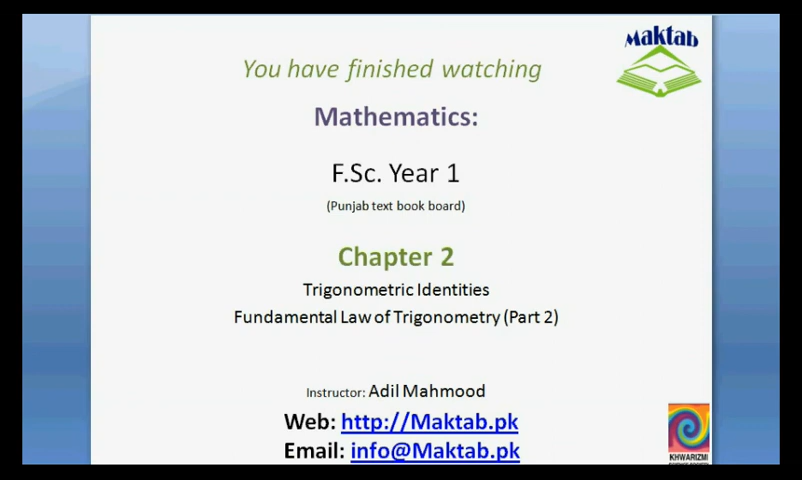 Maktab
You have finished watching
Mathematics:
F.Sc. Year 1
(Punjab text book board)
Chapter 2
Trigonometric Identities
Fundamental Law of Trigonometry (Part 2)
Instructor: Adil Mahmood
Web: http://Maktab.pk
Email: info@Maktab.pk
KHWARIZMI